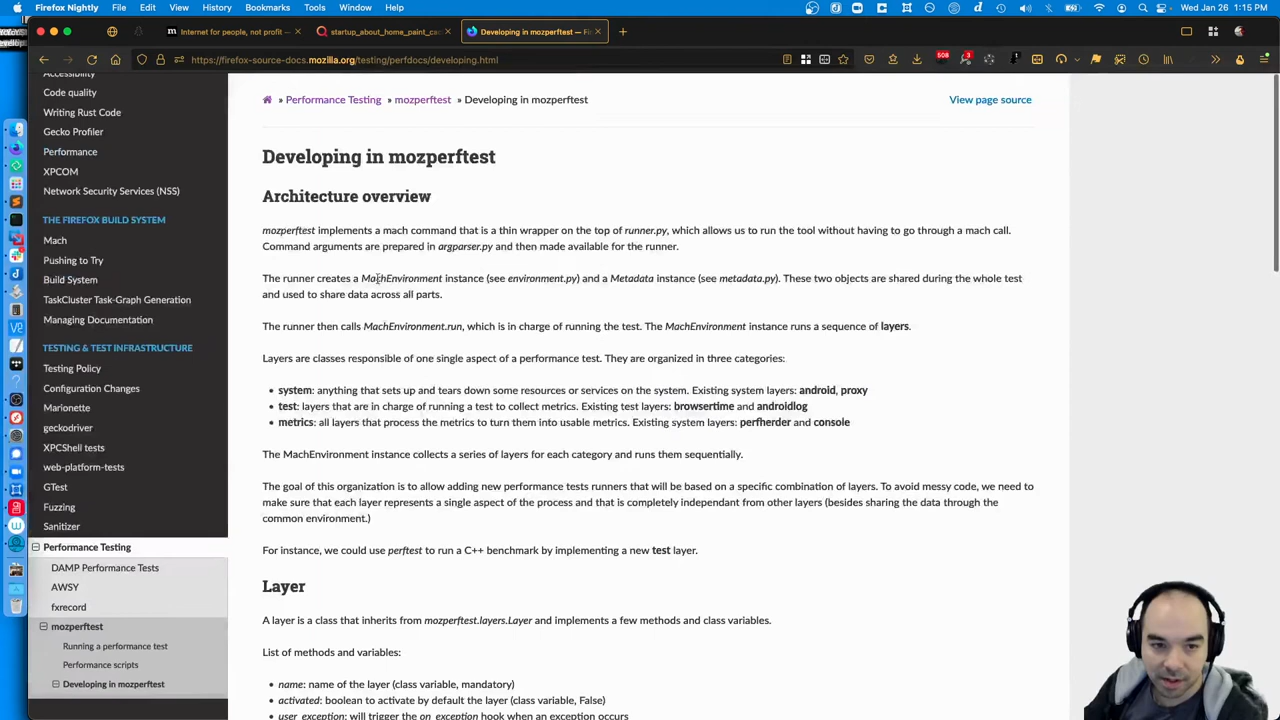 Firefox Nightly File Edit View History Bookmarks Tools Window Help
Mon Jan 24 1:15 PM
Internet for people, not profit —
startup_about_home_paint_ca
Developing in mozperftest — Fi
https://firefox-source-docs.mozilla.org/testing/perfdocs/developing.html
508
3
Accessibility
Code quality
Writing Rust Code
Gecko Profiler
Performance
XPCOM
Network Security Services (NSS)
THE FIREFOX BUILD SYSTEM
Mach
Pushing to Try
Build System
TaskCluster Task-Graph Generation
Managing Documentation
TESTING & TEST INFRASTRUCTURE
Testing Policy
Configuration Changes
Marionette
geckodriver
XPCShell tests
web-platform-tests
GTest
Fuzzing
Sanitizer
Performance Testing
DAMP Performance Tests
AWSY
fxrecord
mozperftest
Running a performance test
Performance scripts
Developing in mozperftest
» Performance Testing » mozperftest » Developing in mozperftest
View page source
Developing in mozperftest
Architecture overview
mozperftest implements a mach command that is a thin wrapper on the top of runner.py, which allows us to run the tool without having to go through a mach call.
Command arguments are prepared in argparser.py and then made available for the runner.
The runner creates a MachEnvironment instance (see environment.py) and a Metadata instance (see metadata.py). These two objects are shared during the whole test
and used to share data across all parts.
The runner then calls MachEnvironment.run, which is in charge of running the test. The MachEnvironment instance runs a sequence of layers.
Layers are classes responsible of one single aspect of a performance test. They are organized in three categories:
• system: anything that sets up and tears down some resources or services on the system. Existing system layers: android, proxy
• test: layers that are in charge of running a test to collect metrics. Existing test layers: browsertime and androidlog
• metrics: all layers that process the metrics to turn them into usable metrics. Existing system layers: perfherder and console
The MachEnvironment instance collects a series of layers for each category and runs them sequentially.
The goal of this organization is to allow adding new performance tests runners that will be based on a specific combination of layers. To avoid messy code, we need to
make sure that each layer represents a single aspect of the process and that is completely independant from other layers (besides sharing the data through the
common environment.)
For instance, we could use perftest to run a C++ benchmark by implementing a new test layer.
Layer
A layer is a class that inherits from mozperftest.layers.Layer and implements a few methods and class variables.
List of methods and variables:
• name: name of the layer (class variable, mandatory)
• activated: boolean to activate by default the layer (class variable, False)
• user_exception: will trigger the on_exception hook when an exception occurs